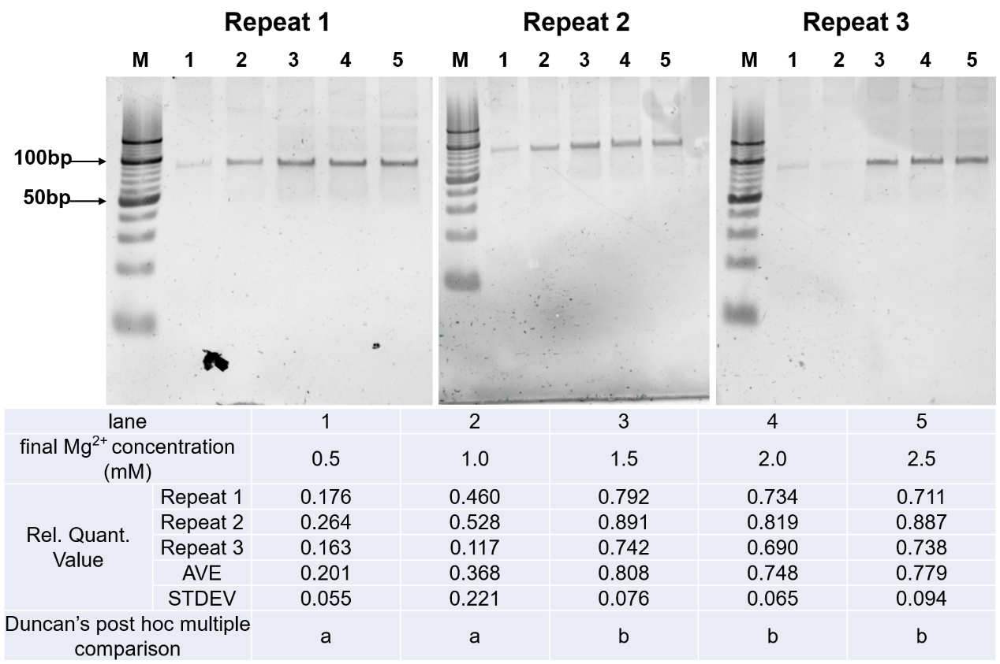 Repeat 1 Repeat 2 Repeat 3
M 1 2 3 4 5 M 1 2 3 4 5 M 1 2 3 4 5
100bp
50bp
lane 1 2 3 4 5
final Mg²⁺ concentration
(mM) 0.5 1.0 1.5 2.0 2.5
Rel. Quant.
Value
Repeat 1 0.176 0.460 0.792 0.734 0.711
Repeat 2 0.264 0.528 0.891 0.819 0.887
Repeat 3 0.163 0.117 0.742 0.690 0.738
AVE 0.201 0.368 0.808 0.748 0.779
STDEV 0.055 0.221 0.076 0.065 0.094
Duncan's post hoc multiple
comparison a a b b b